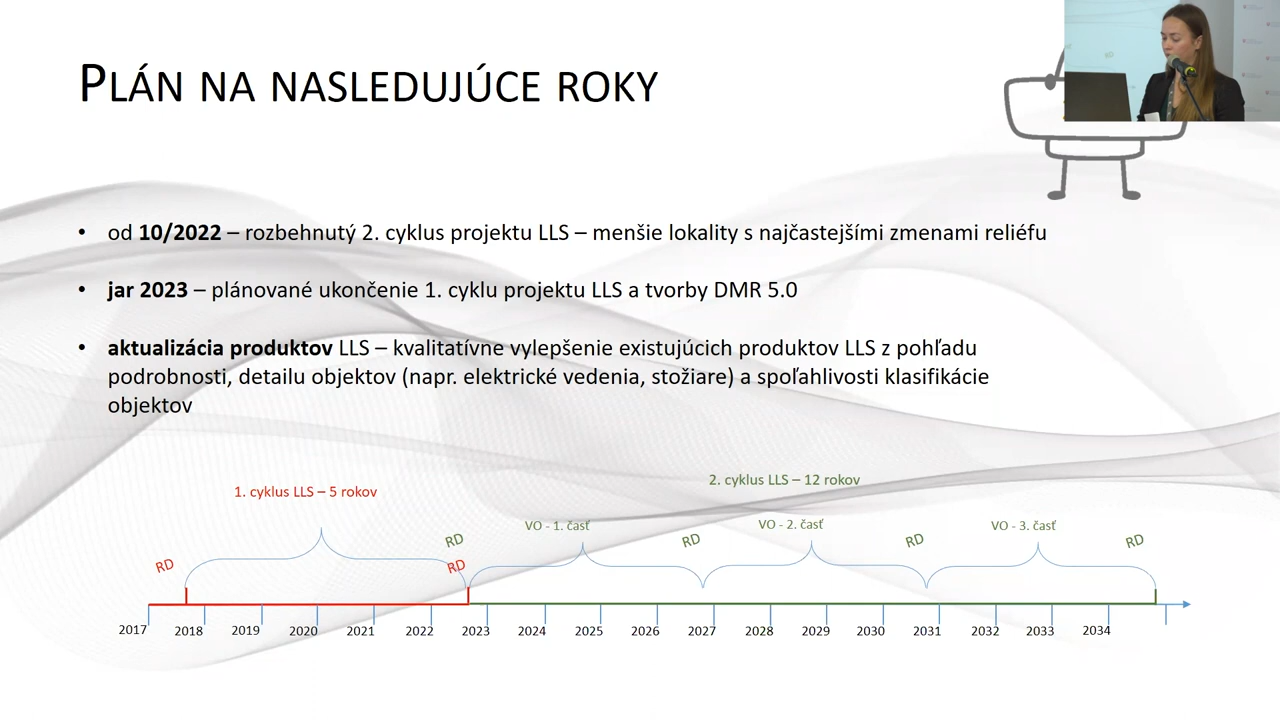 PLÁN NA NASLEDUJÚCE ROKY
• od 10/2022 – rozbehnutý 2. cyklus projektu LLS – menšie lokality s najčastejšími zmenami reliéfu
• jar 2023 – plánované ukončenie 1. cyklu projektu LLS a tvorby DMR 5.0
• aktualizácia produktov LLS – kvalitatívne vylepšenie existujúcich produktov LLS z pohľadu
podrobnosti, detailu objektov (napr. elektrické vedenia, stožiare) a spoľahlivosti klasifikácie
objektov
2. cyklus LLS – 12 rokov
1. cyklus LLS – 5 rokov
VO - 1. časť VO - 2. časť VO - 3. časť
RD RD RD RD
RD RD
2017 2018 2019 2020 2021 2022 2023 2024 2025 2026 2027 2028 2029 2030 2031 2032 2033 2034